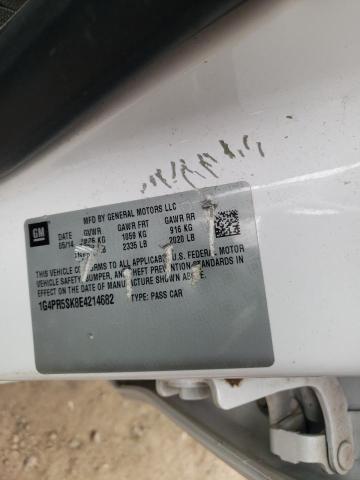 GM
MFD BY GENERAL MOTORS LLC
DATE GVWR GAWR FRT GAWR RR
05/14 1059 KG 916 KG
2335 LB 2020 LB
THIS VEHICLE CONFORMS TO ALL APPLICABLE U.S. FEDERAL MOTOR
VEHICLE SAFETY, BUMPER, AND THEFT PREVENTION STANDARDS IN
EFFECT ON THE DATE OF MANUFACTURE SHOWN ABOVE.
1G4PR5SK8E4214682 TYPE: PASS CAR